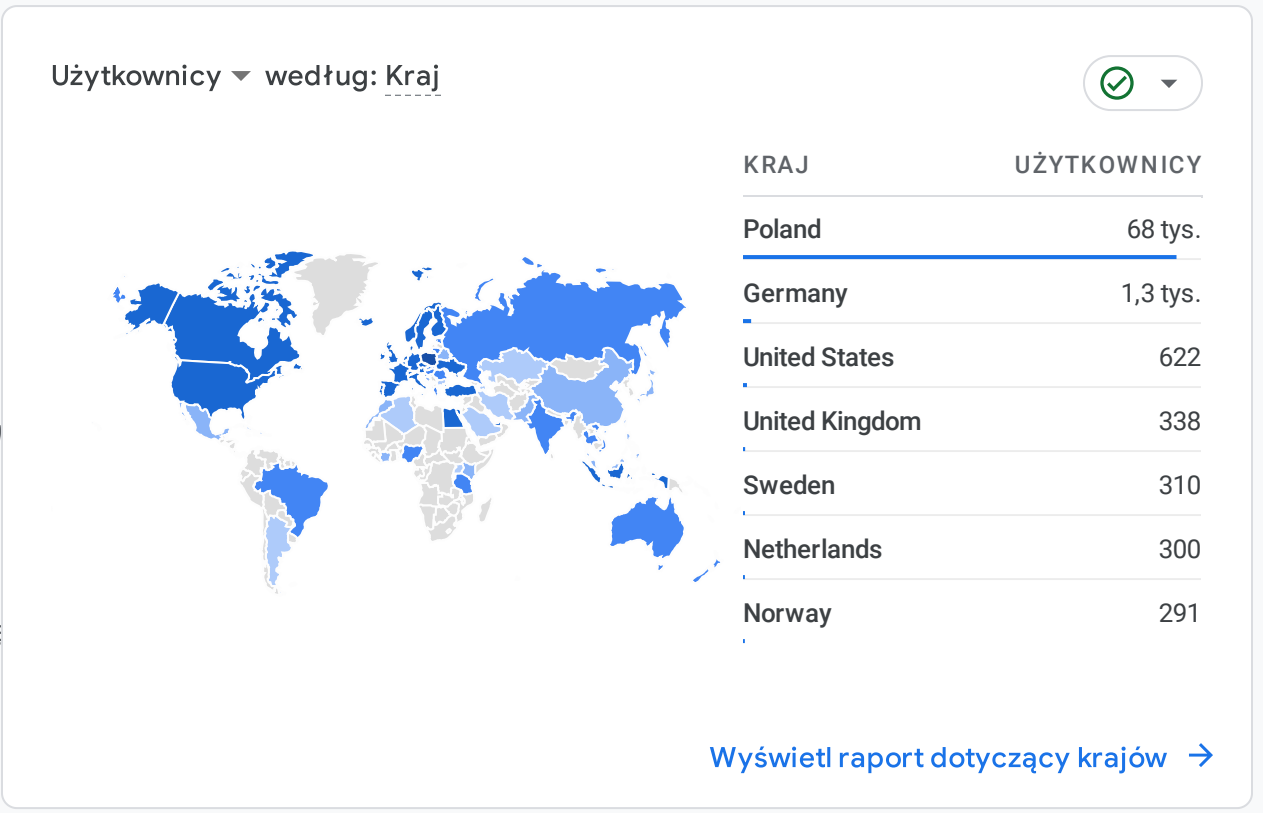 Użytkownicy według: Kraj
KRAJ UŻYTKOWNICY
Poland 68 tys.
Germany 1,3 tys.
United States 622
United Kingdom 338
Sweden 310
Netherlands 300
Norway 291
Wyświetl raport dotyczący krajów